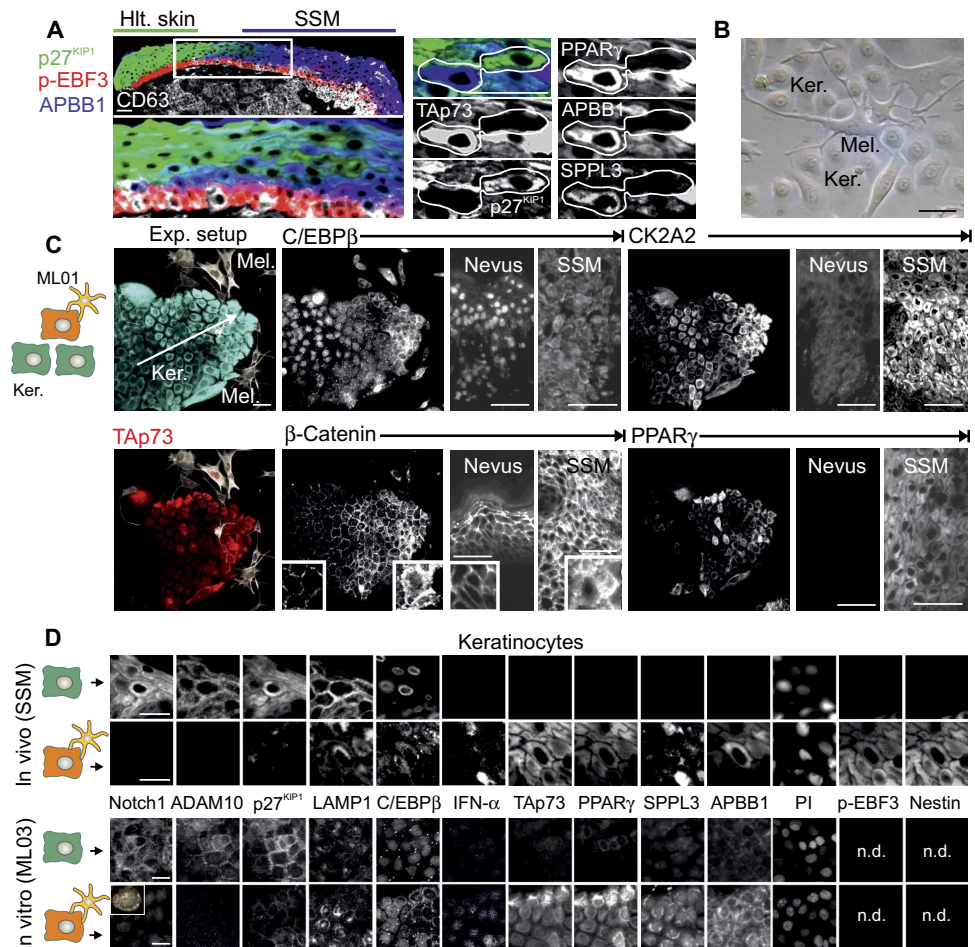 A
Hlt. skin
SSM
p27KIP1
p-EBF3
APBB1
CD63
PPARγ
TAp73
APBB1
p27KIP1
SPPL3
B
Ker.
Mel.
Ker.
C
Exp. setup
C/EBPβ
CK2A2
ML01
Ker.
Mel.
Ker.
Mel.
Nevus
SSM
Nevus
SSM
TAp73
β-Catenin
PPARγ
Nevus
SSM
Nevus
SSM
D
Keratinocytes
In vivo (SSM)
Notch1 ADAM10 p27KIP1 LAMP1 C/EBPβ IFN-α TAp73 PPARγ SPPL3 APBB1 PI p-EBF3 Nestin
n vitro (ML03)
n.d. n.d.
n.d. n.d.